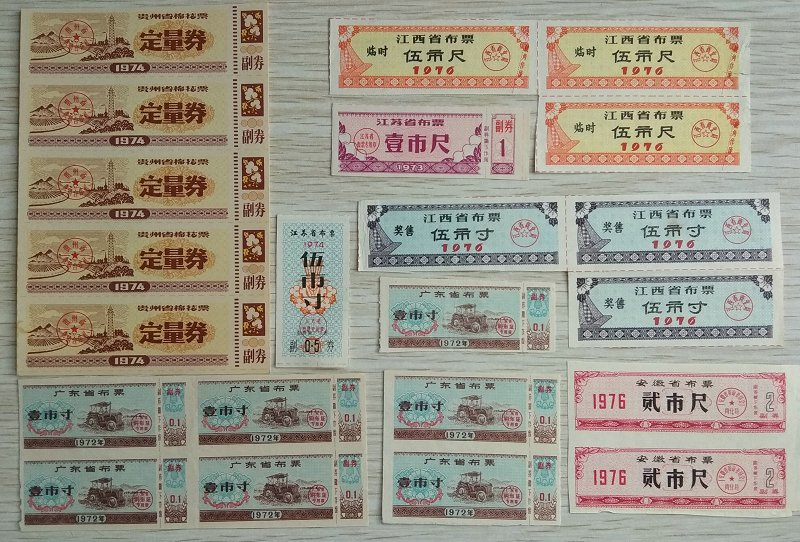 贵州省棉祜票
定量券
1974
副券
贵州省棉祜票
定量券
1974
副券
贵州省棉祜票
定量券
1974
副券
贵州省棉祜票
定量券
1974
副券
贵州省棉祜票
定量券
1974
副券
江西省布票
临时 伍市尺
1976
江西省布票
临时 伍市尺
1976
江西省布票
临时 伍市尺
1976
江苏省布票
壹市尺
1973
副券
1
江苏省布票
1974
伍市寸
副 0.5 券
江西省布票
奖售 伍市寸
1976
江西省布票
奖售 伍市寸
1976
江西省布票
奖售 伍市寸
1976
广东省布票
壹市寸
1972年
副券
0.1
广东省布票
壹市寸
1972年
副券
0.1
广东省布票
壹市寸
1972年
副券
0.1
广东省布票
壹市寸
1972年
副券
0.1
广东省布票
壹市寸
1972年
副券
0.1
广东省布票
壹市寸
1972年
副券
0.1
广东省布票
壹市寸
1972年
副券
0.1
安徽省布票
1976 贰市尺
2
安徽省布票
1976 贰市尺
2